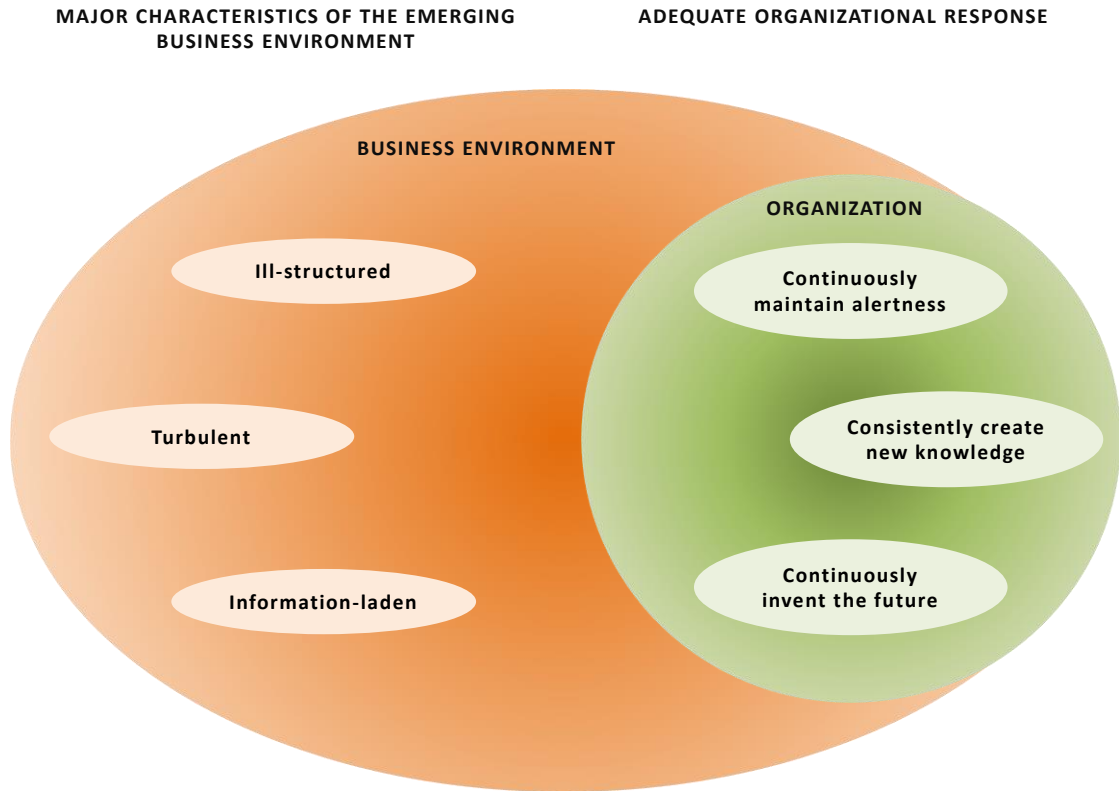 MAJOR CHARACTERISTICS OF THE EMERGING
BUSINESS ENVIRONMENT
ADEQUATE ORGANIZATIONAL RESPONSE
BUSINESS ENVIRONMENT
Ill-structured
Turbulent
Information-laden
ORGANIZATION
Continuously
maintain alertness
Consistently create
new knowledge
Continuously
invent the future